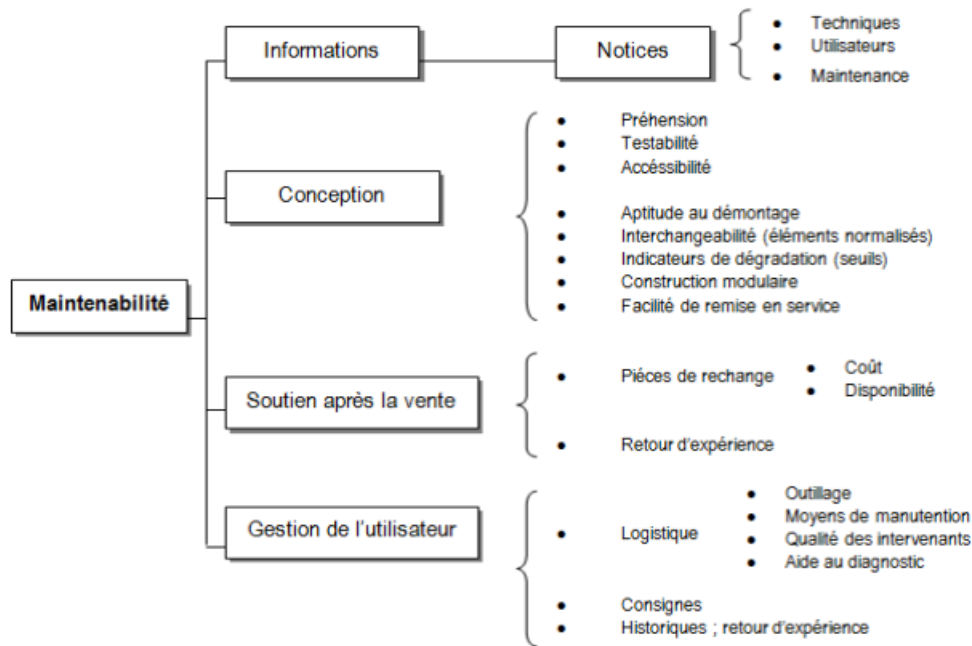 Informations
Notices
Techniques
Utilisateurs
Maintenance
Conception
Préhension
Testabilité
Accéssibilité
Aptitude au démontage
Interchangeabilité (éléments normalisés)
Indicateurs de dégradation (seuils)
Construction modulaire
Facilité de remise en service
Maintenabilité
Soutien après la vente
Piéces de rechange
Coût
Disponibilité
Retour d'expérience
Gestion de l'utilisateur
Logistique
Outillage
Moyens de manutention
Qualité des intervenants
Aide au diagnostic
Consignes
Historiques ; retour d'expérience